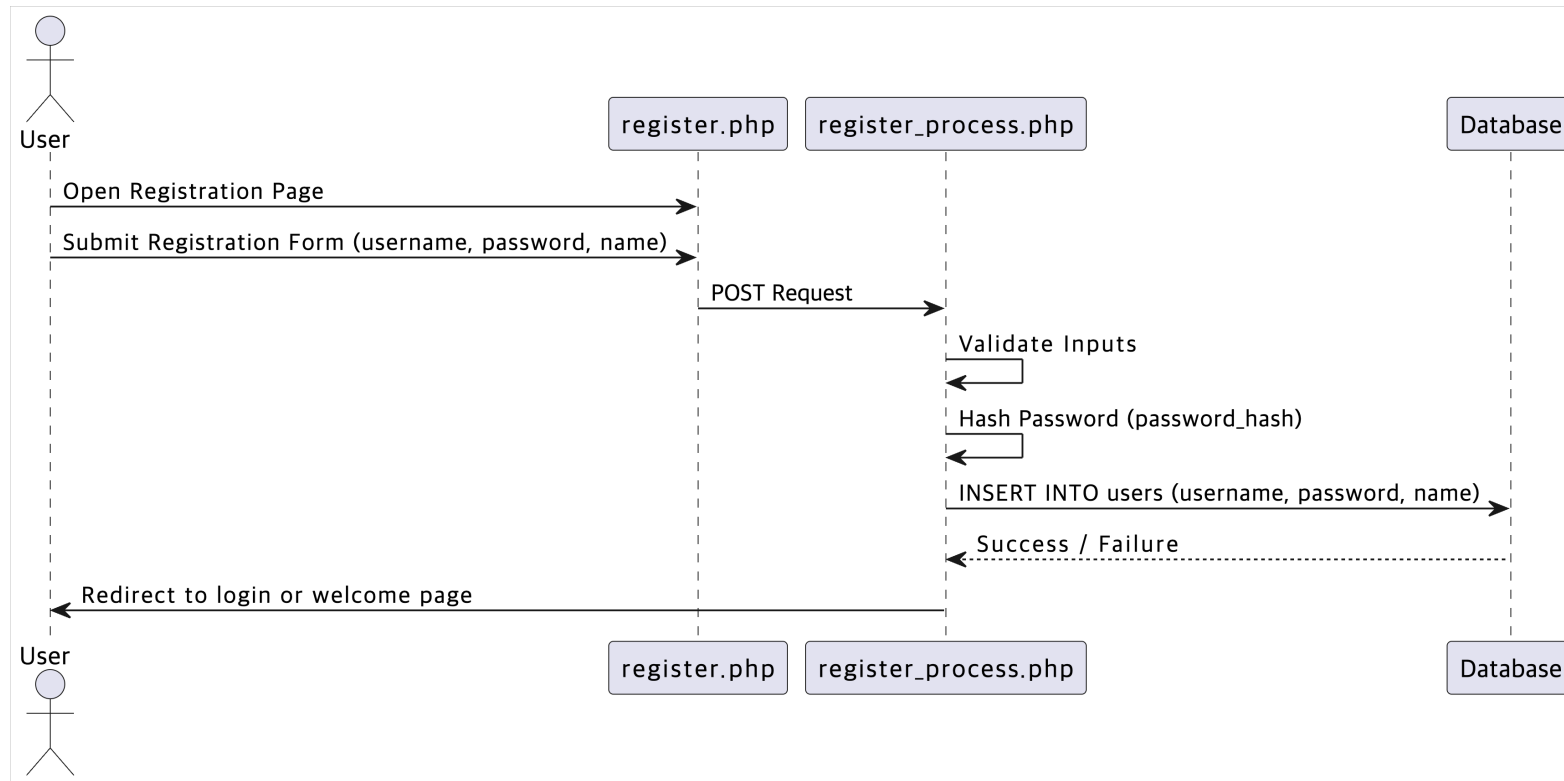 User
register.php
register_process.php
Database
Open Registration Page
Submit Registration Form (username, password, name)
POST Request
Validate Inputs
Hash Password (password_hash)
INSERT INTO users (username, password, name)
Success / Failure
Redirect to login or welcome page
User
register.php
register_process.php
Database